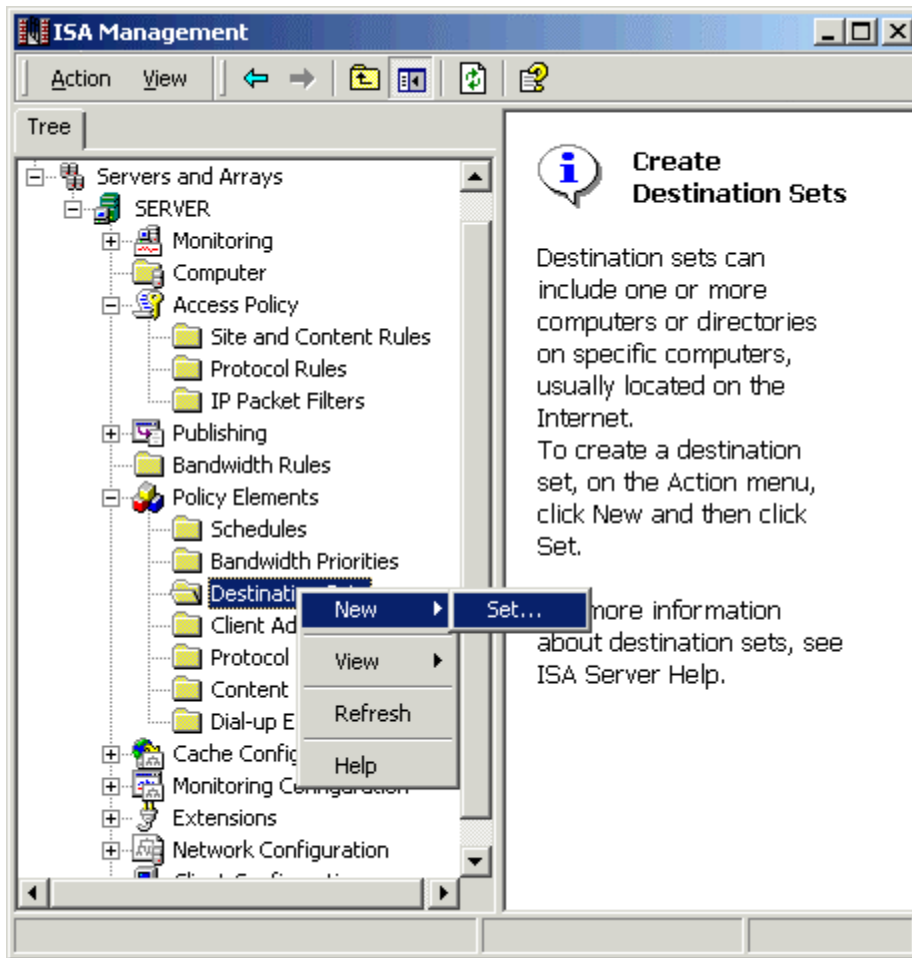 ISA Management
Action View
Tree
Servers and Arrays
SERVER
Monitoring
Computer
Access Policy
Site and Content Rules
Protocol Rules
IP Packet Filters
Publishing
Bandwidth Rules
Policy Elements
Schedules
Bandwidth Priorities
Client
Protocol
Content
Dial-up
Cache
Monitoring
Extensions
Network Configuration
New
Set...
View
Refresh
Help
Create
Destination Sets
Destination sets can
include one or more
computers or directories
on specific computers,
usually located on the
Internet.
To create a destination
set, on the Action menu,
click New and then click
Set.
more information
about destination sets, see
ISA Server Help.